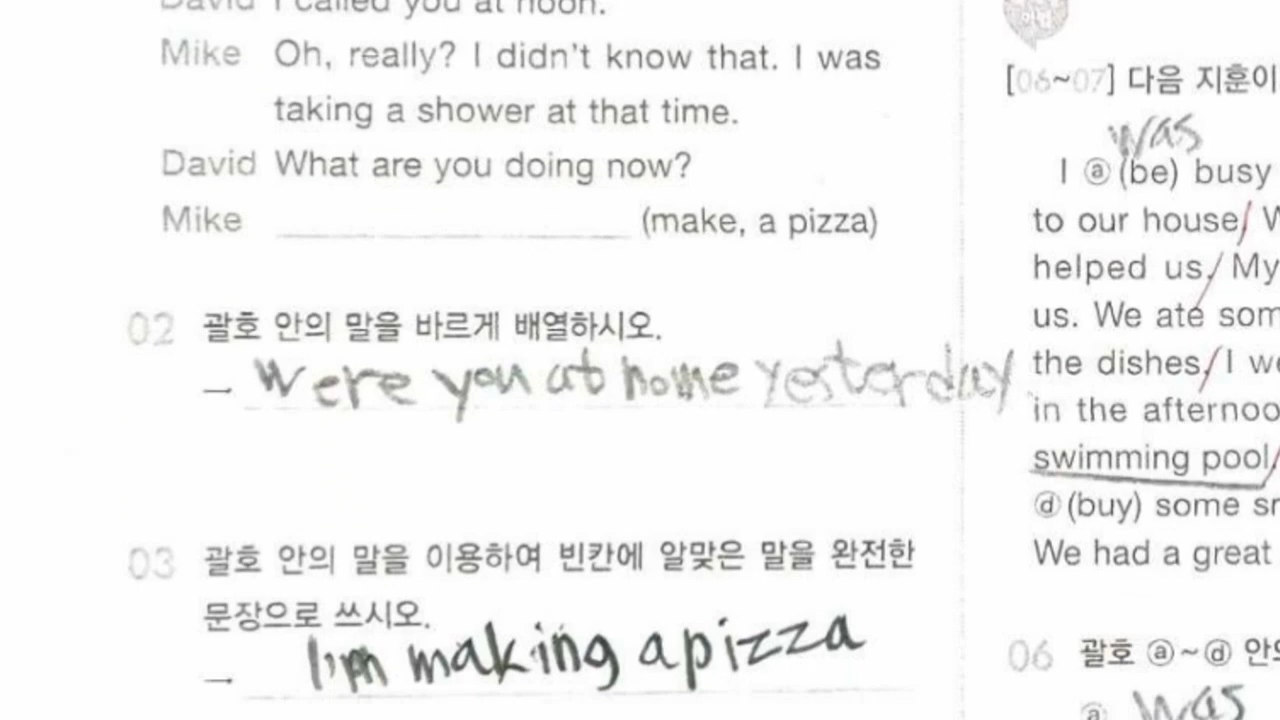 David I called you at noon.
Mike Oh, really? I didn't know that. I was
taking a shower at that time.
David What are you doing now?
Mike ____________ (make, a pizza)
02 괄호 안의 말을 바르게 배열하시오.
→ Were you at home yesterday
03 괄호 안의 말을 이용하여 빈칸에 알맞은 말을 완전한
문장으로 쓰시오.
→ I'm making a pizza
[06~07] 다음 지훈이
was
I ⓐ(be) busy
to our house/ W
helped us/ My
us. We ate som
the dishes/ I we
in the afternoo
swimming pool/
ⓓ(buy) some sn
We had a great
06 괄호 ⓐ~ⓓ 안의
ⓐ was